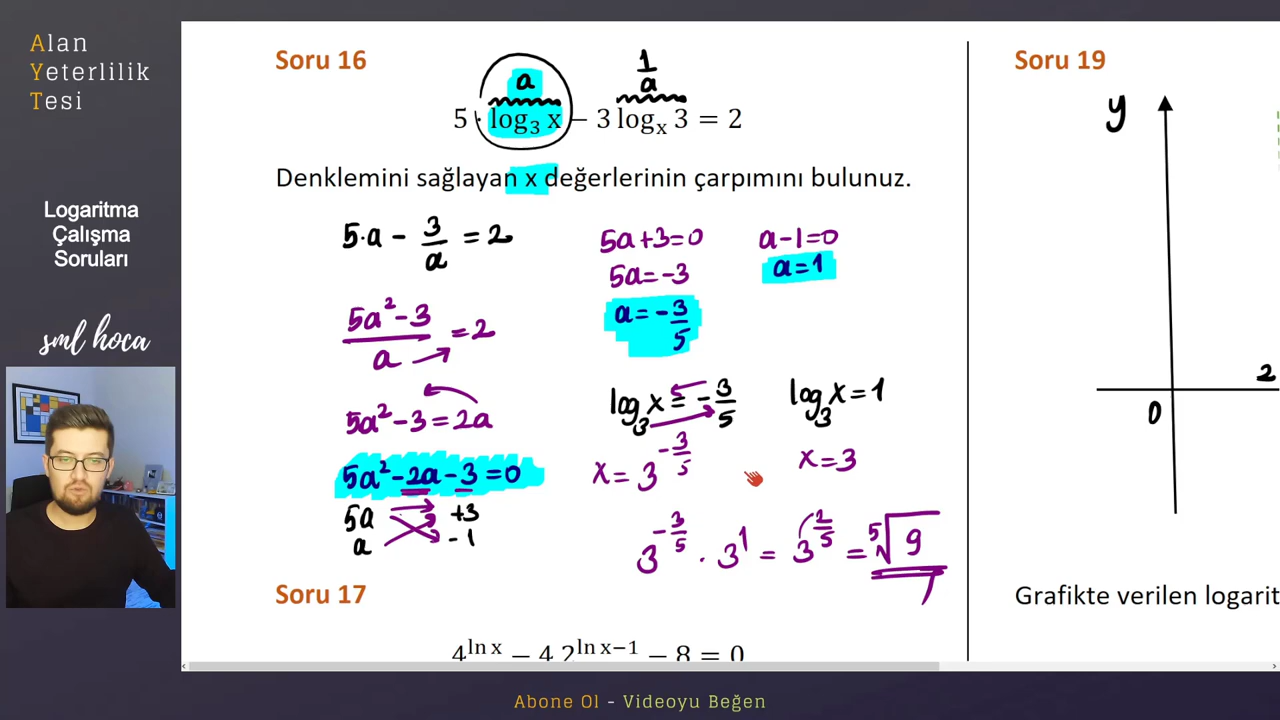 Alan
Yeterlilik
Tesi
Logaritma
Çalışma
Soruları
sml hoca
Soru 16
a
1/a
5 · log₃ x − 3 logₓ 3 = 2
Denklemini sağlayan x değerlerinin çarpımını bulunuz.
5·a − 3/a = 2
(5a² − 3)/a = 2
5a² − 3 = 2a
5a² − 2a − 3 = 0
5a +3
a −1
5a + 3 = 0
5a = −3
a = −3/5
a − 1 = 0
a = 1
log₃ x = −3/5
x = 3^(−3/5)
log₃ x = 1
x = 3
3^(−3/5) · 3¹ = 3^(2/5) = ⁵√9
Soru 17
4^(ln x) − 4 2^(ln x−1) − 8 = 0
Soru 19
y
2
0
Grafikte verilen logarit
Abone Ol - Videoyu Beğen